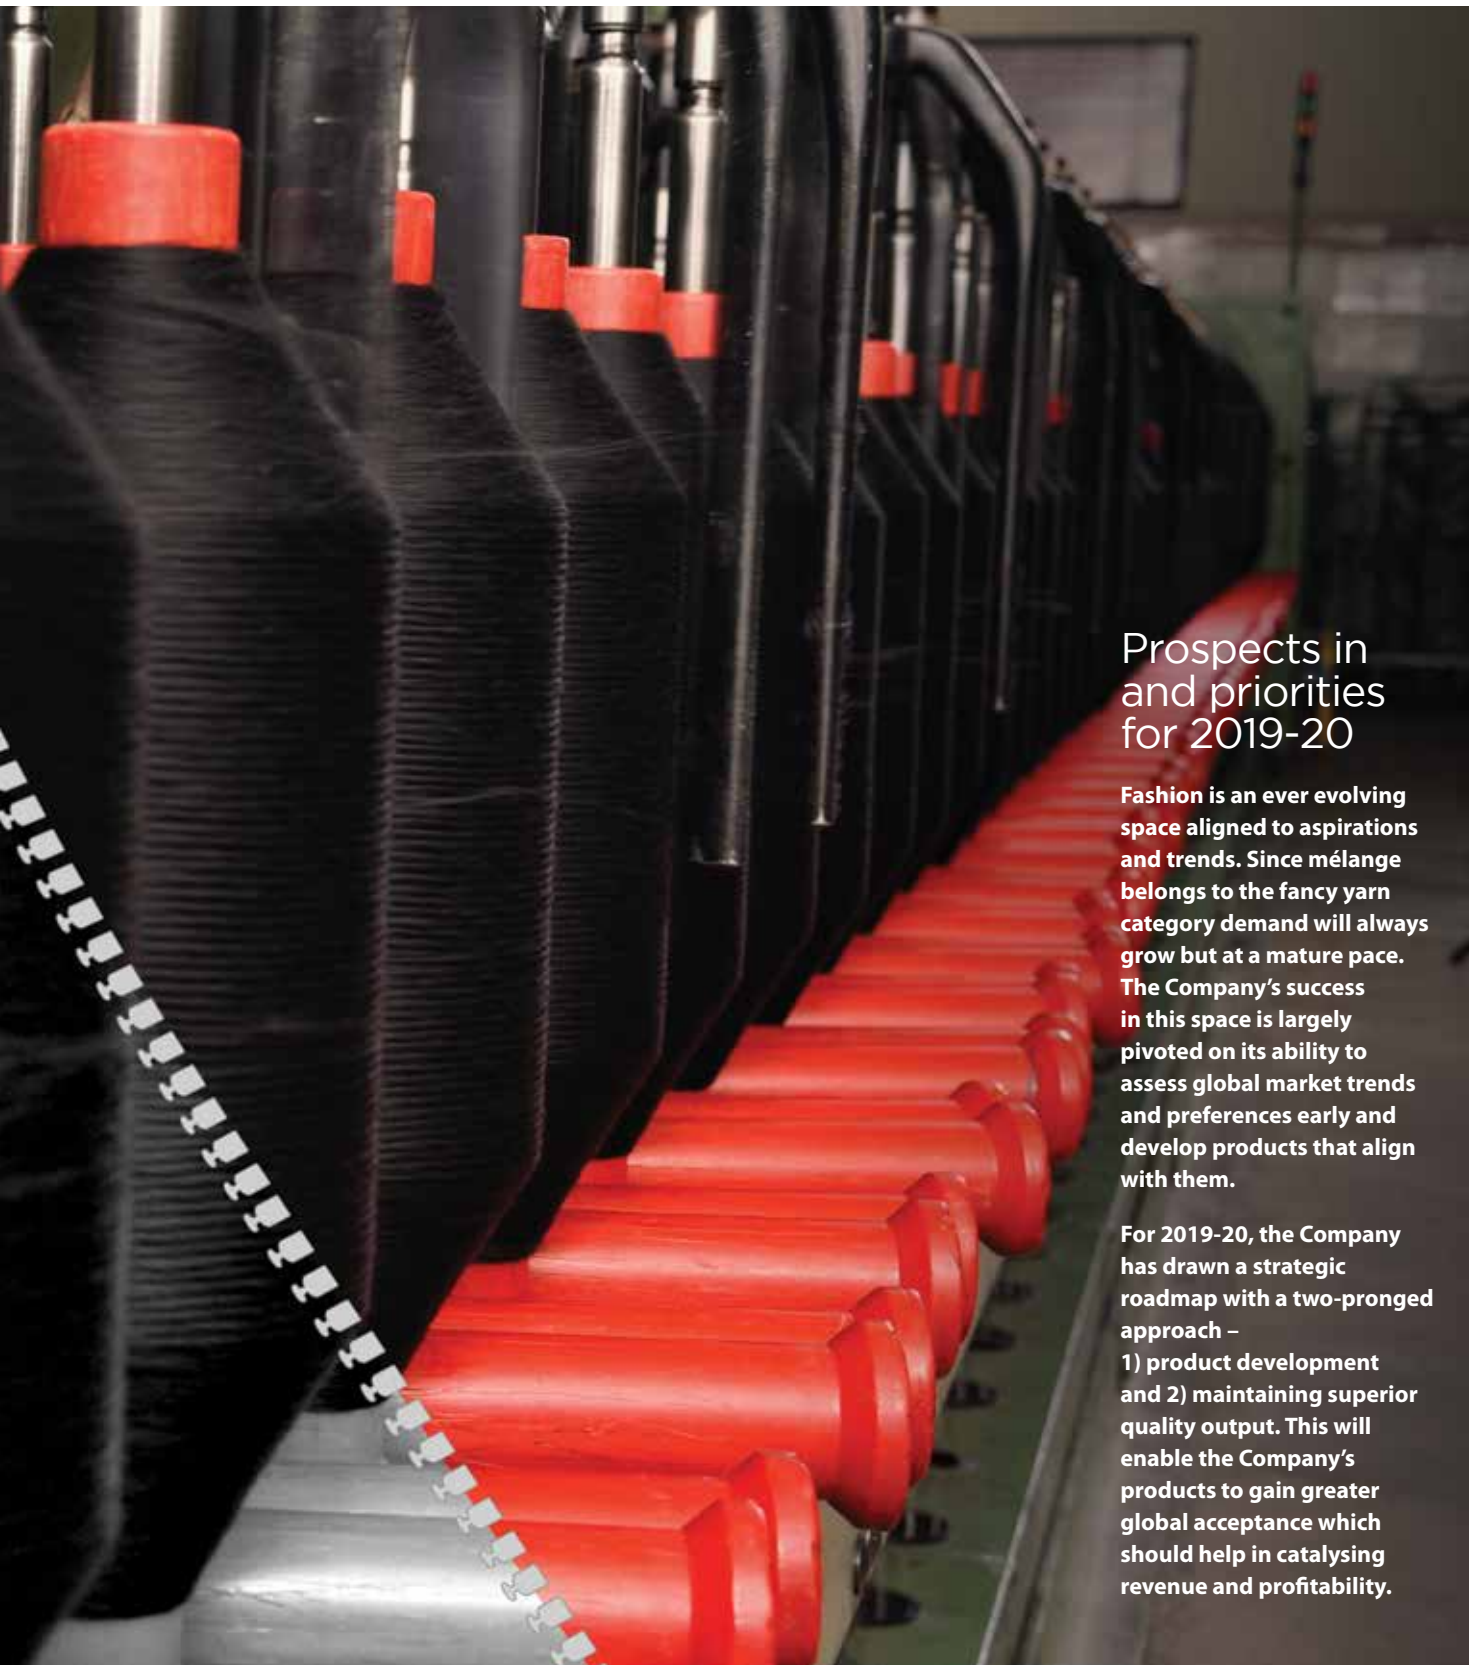 Prospects in
and priorities
for 2019-20
Fashion is an ever evolving
space aligned to aspirations
and trends. Since mélange
belongs to the fancy yarn
category demand will always
grow but at a mature pace.
The Company’s success
in this space is largely
pivoted on its ability to
assess global market trends
and preferences early and
develop products that align
with them.
For 2019-20, the Company
has drawn a strategic
roadmap with a two-pronged
approach –
1) product development
and 2) maintaining superior
quality output. This will
enable the Company’s
products to gain greater
global acceptance which
should help in catalysing
revenue and profitability.